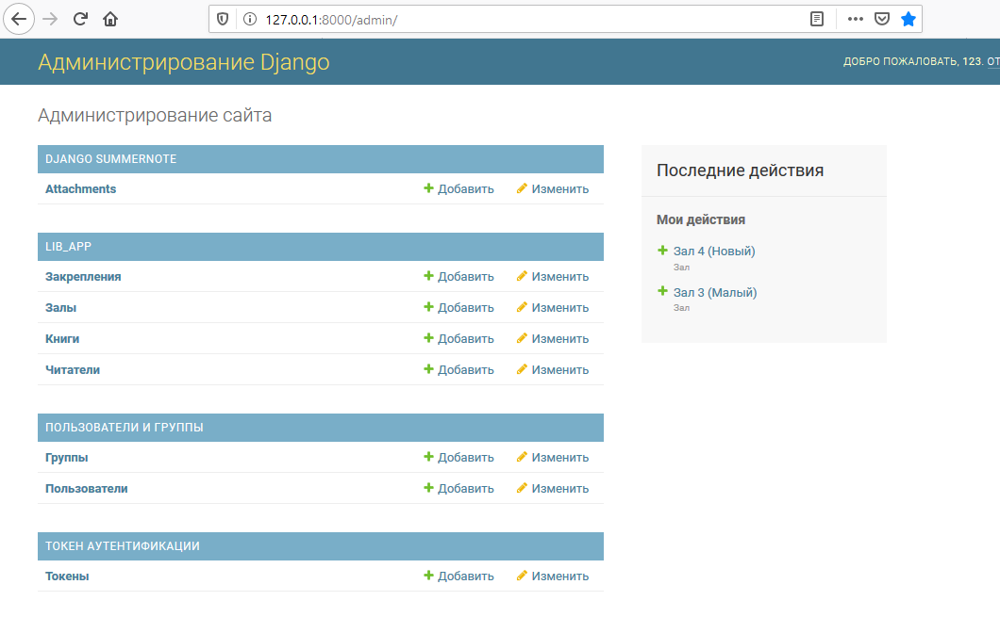 127.0.0.1:8000/admin/
Администрирование Django
ДОБРО ПОЖАЛОВАТЬ, 123. ОТ
Администрирование сайта
DJANGO SUMMERNOTE
Attachments Добавить Изменить
LIB_APP
Закрепления Добавить Изменить
Залы Добавить Изменить
Книги Добавить Изменить
Читатели Добавить Изменить
ПОЛЬЗОВАТЕЛИ И ГРУППЫ
Группы Добавить Изменить
Пользователи Добавить Изменить
ТОКЕН АУТЕНТИФИКАЦИИ
Токены Добавить Изменить
Последние действия
Мои действия
Зал 4 (Новый)
Зал
Зал 3 (Малый)
Зал